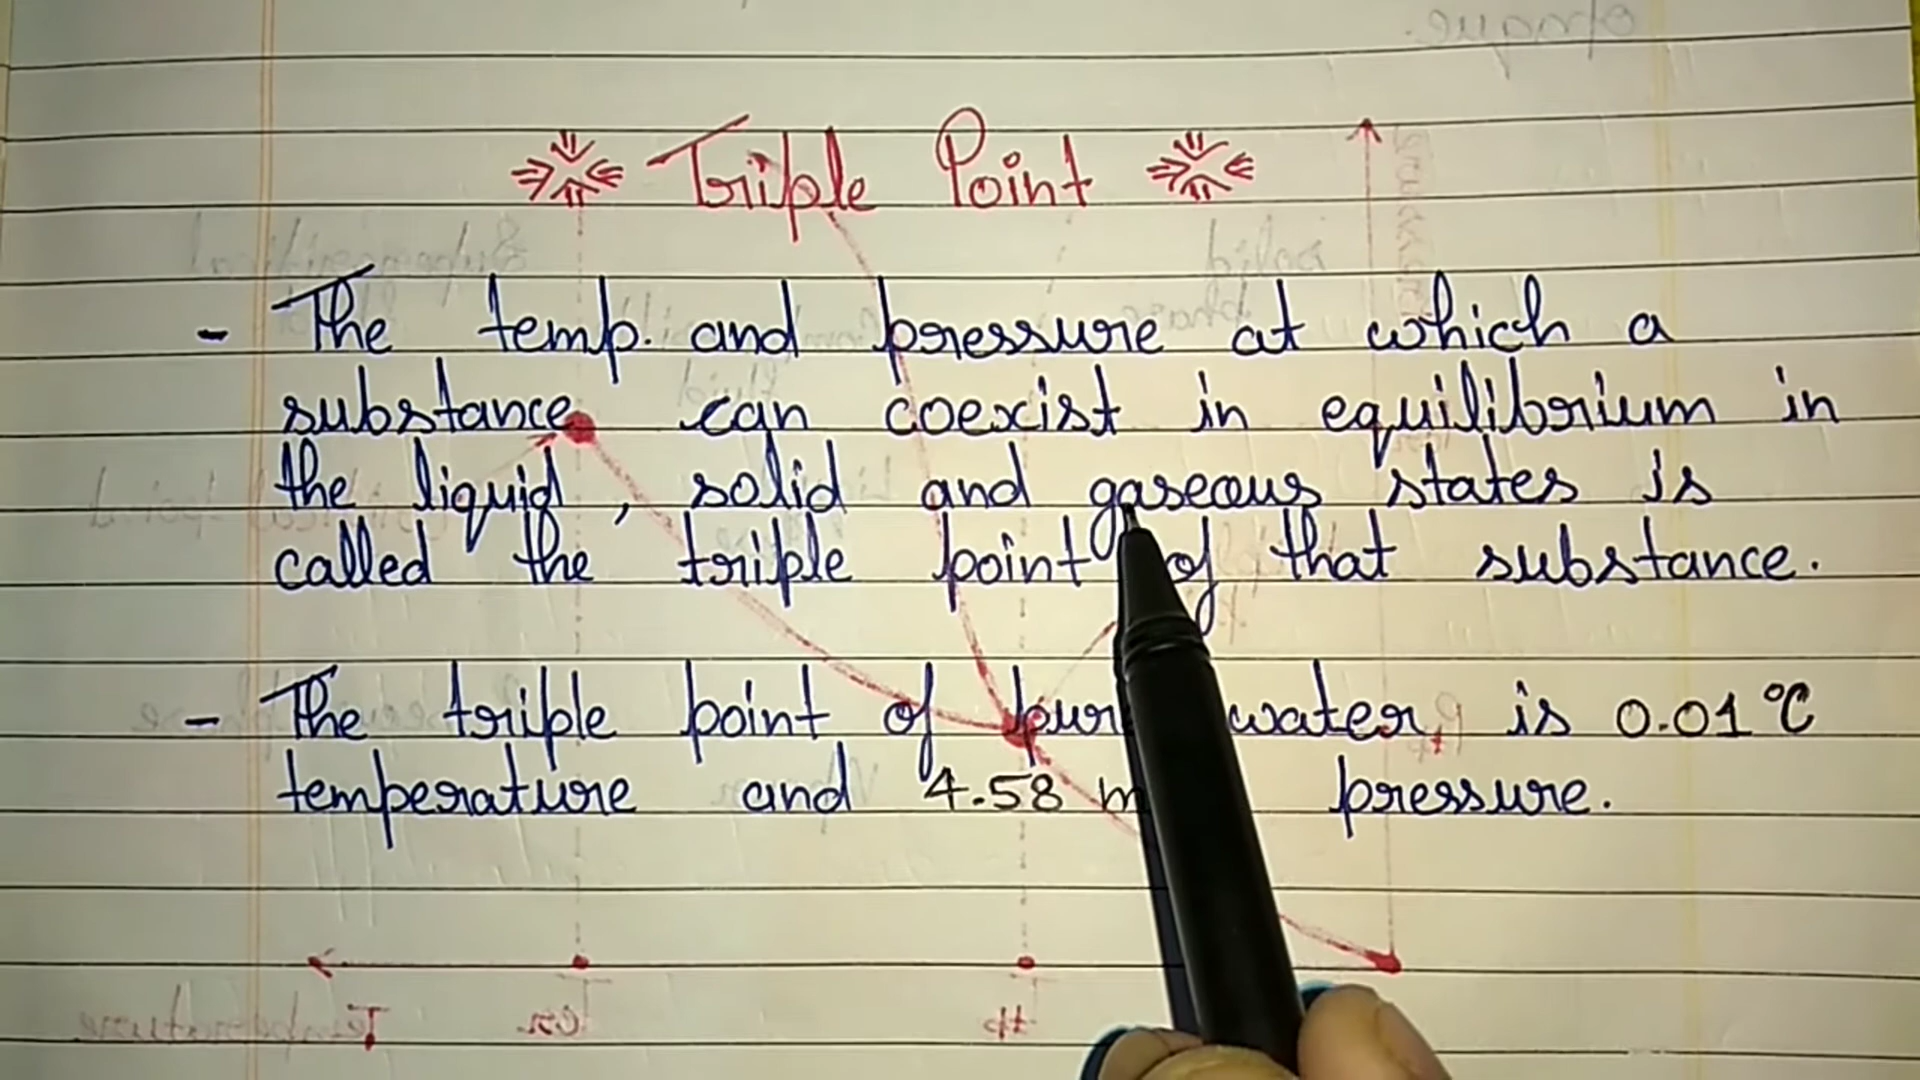 Triple Point
- The temp. and pressure at which a
substance can coexist in equilibrium in
the liquid, solid and gaseous states is
called the triple point of that substance.
- The triple point of pur water, is 0.01°C
temperature and 4.58 m pressure.